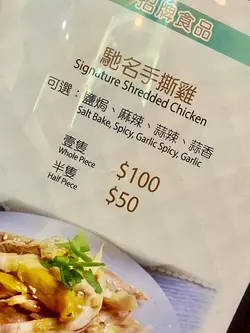 招牌食品
馳名手撕雞
Signature Shredded Chicken
可選：鹽焗、麻辣、蒜辣、蒜香
Salt Bake, Spicy, Garlic Spicy, Garlic
壹隻 $100
Whole Piece
半隻 $50
Half Piece